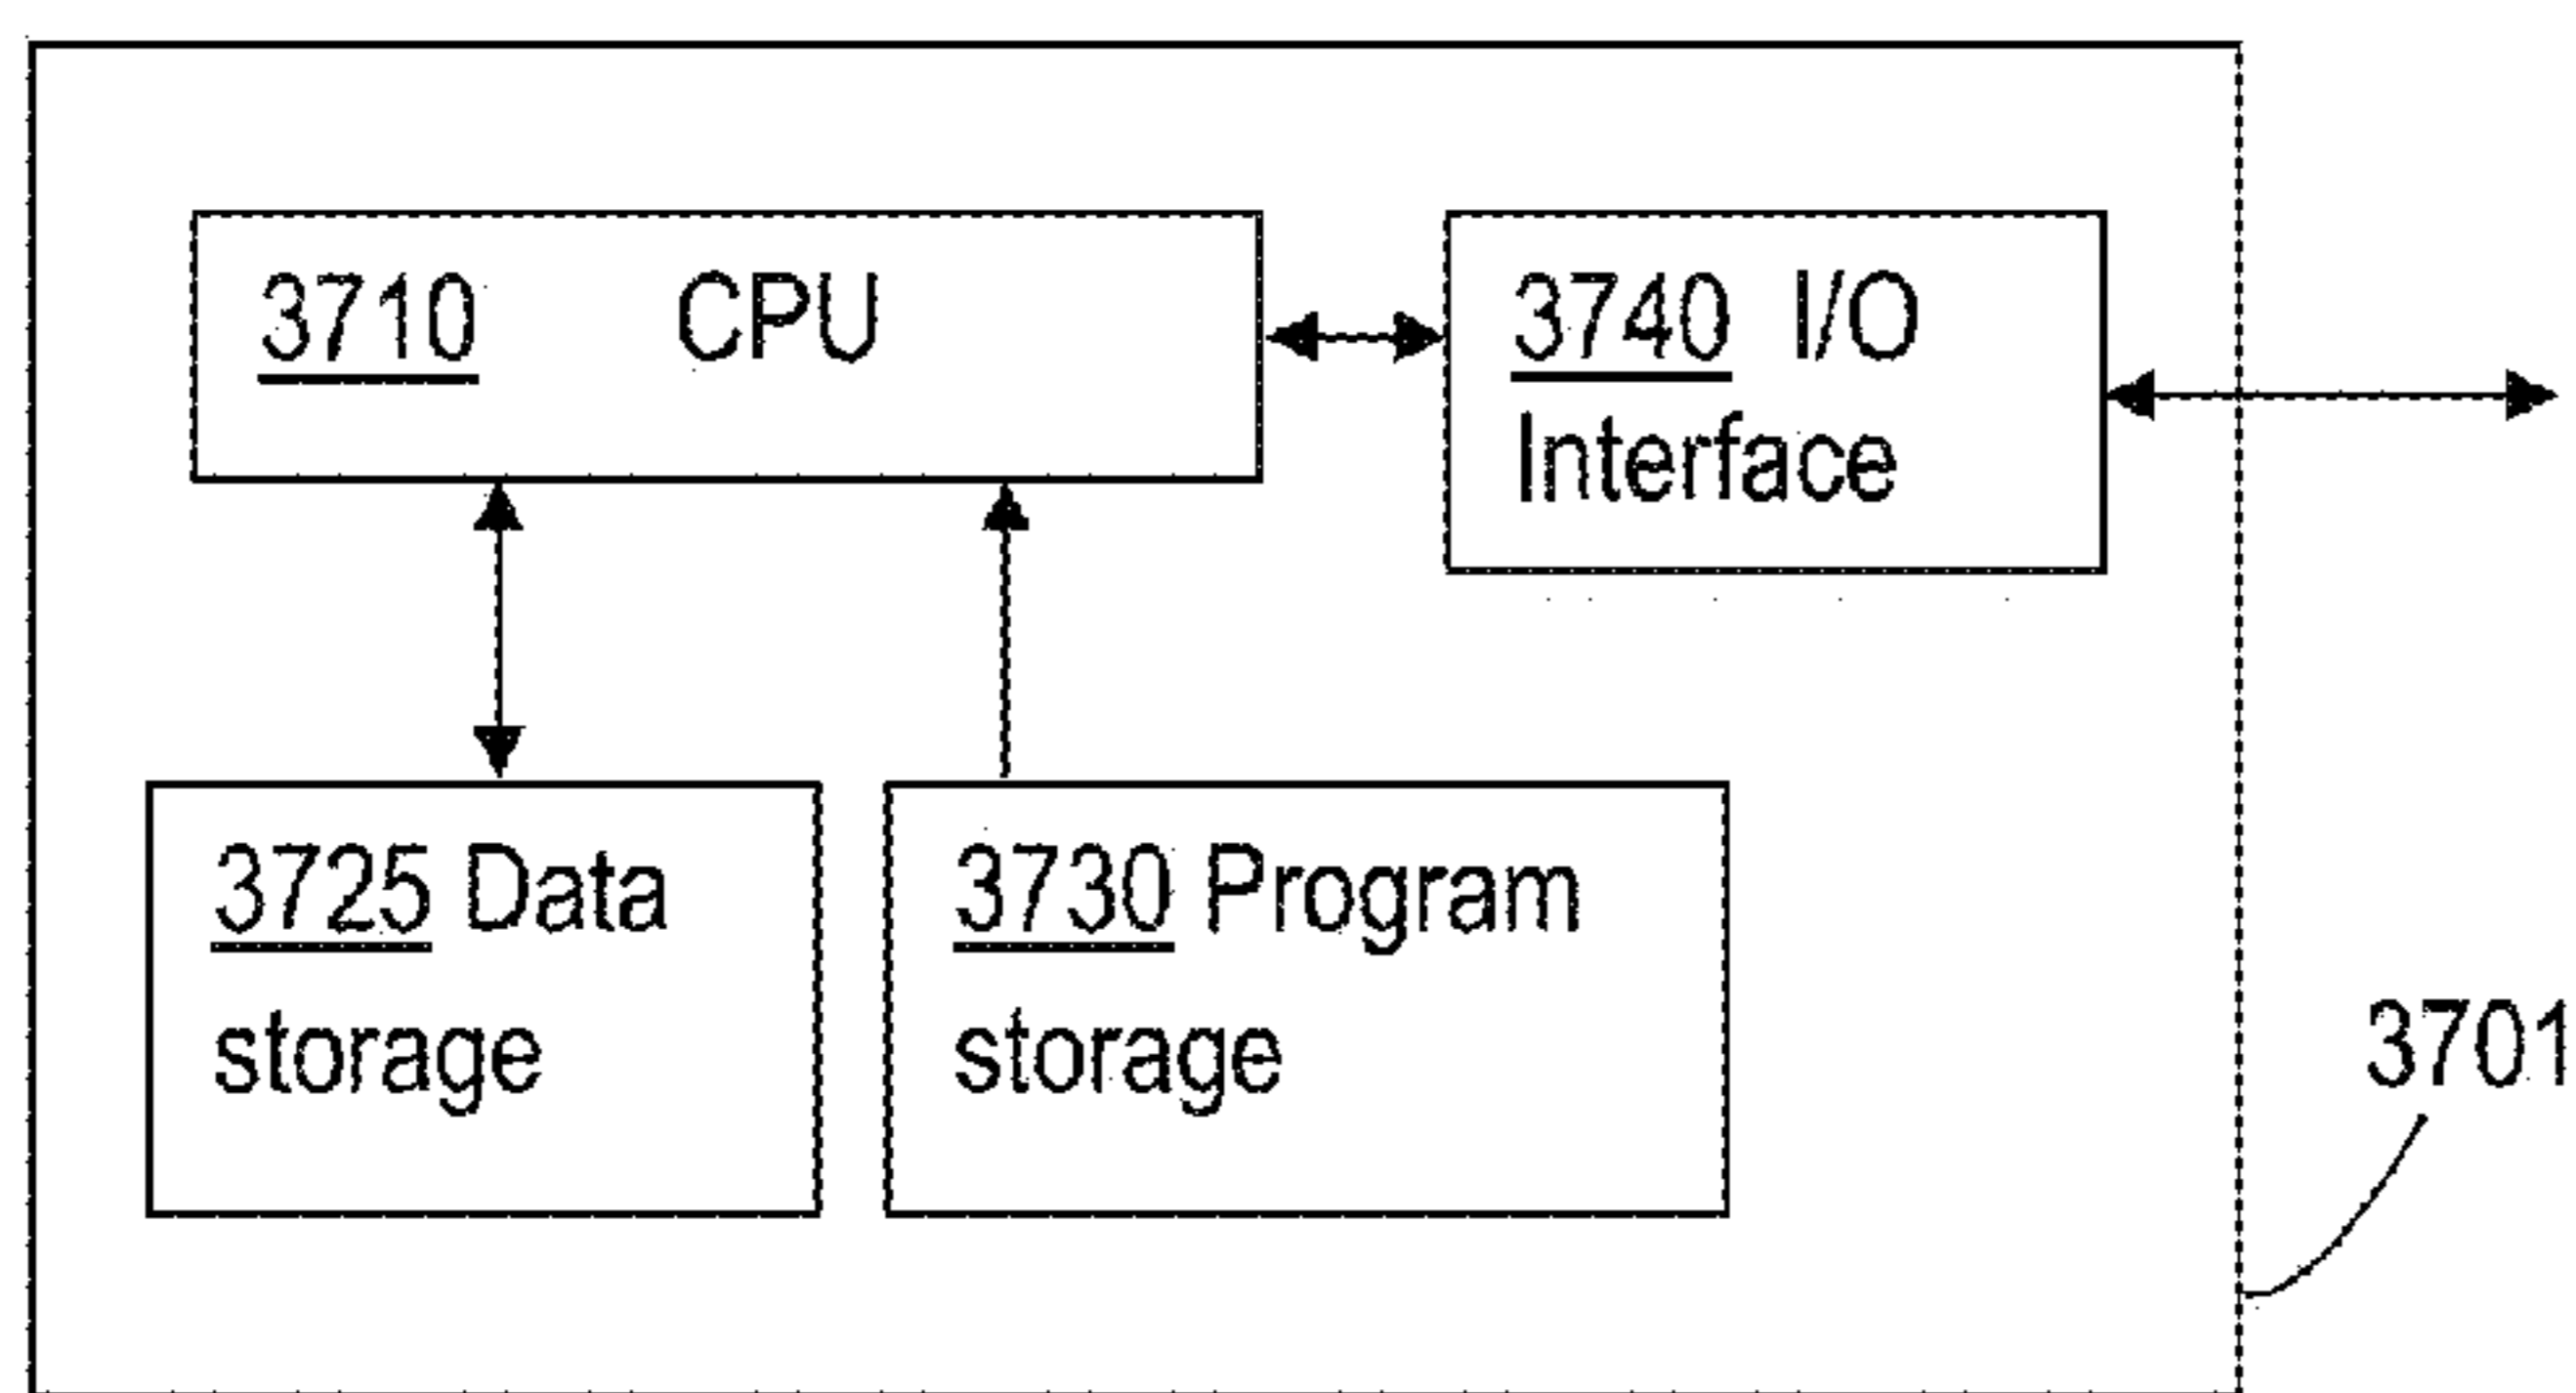 3710 CPU
3740 I/O
Interface
3725 Data
storage
3730 Program
storage
3701